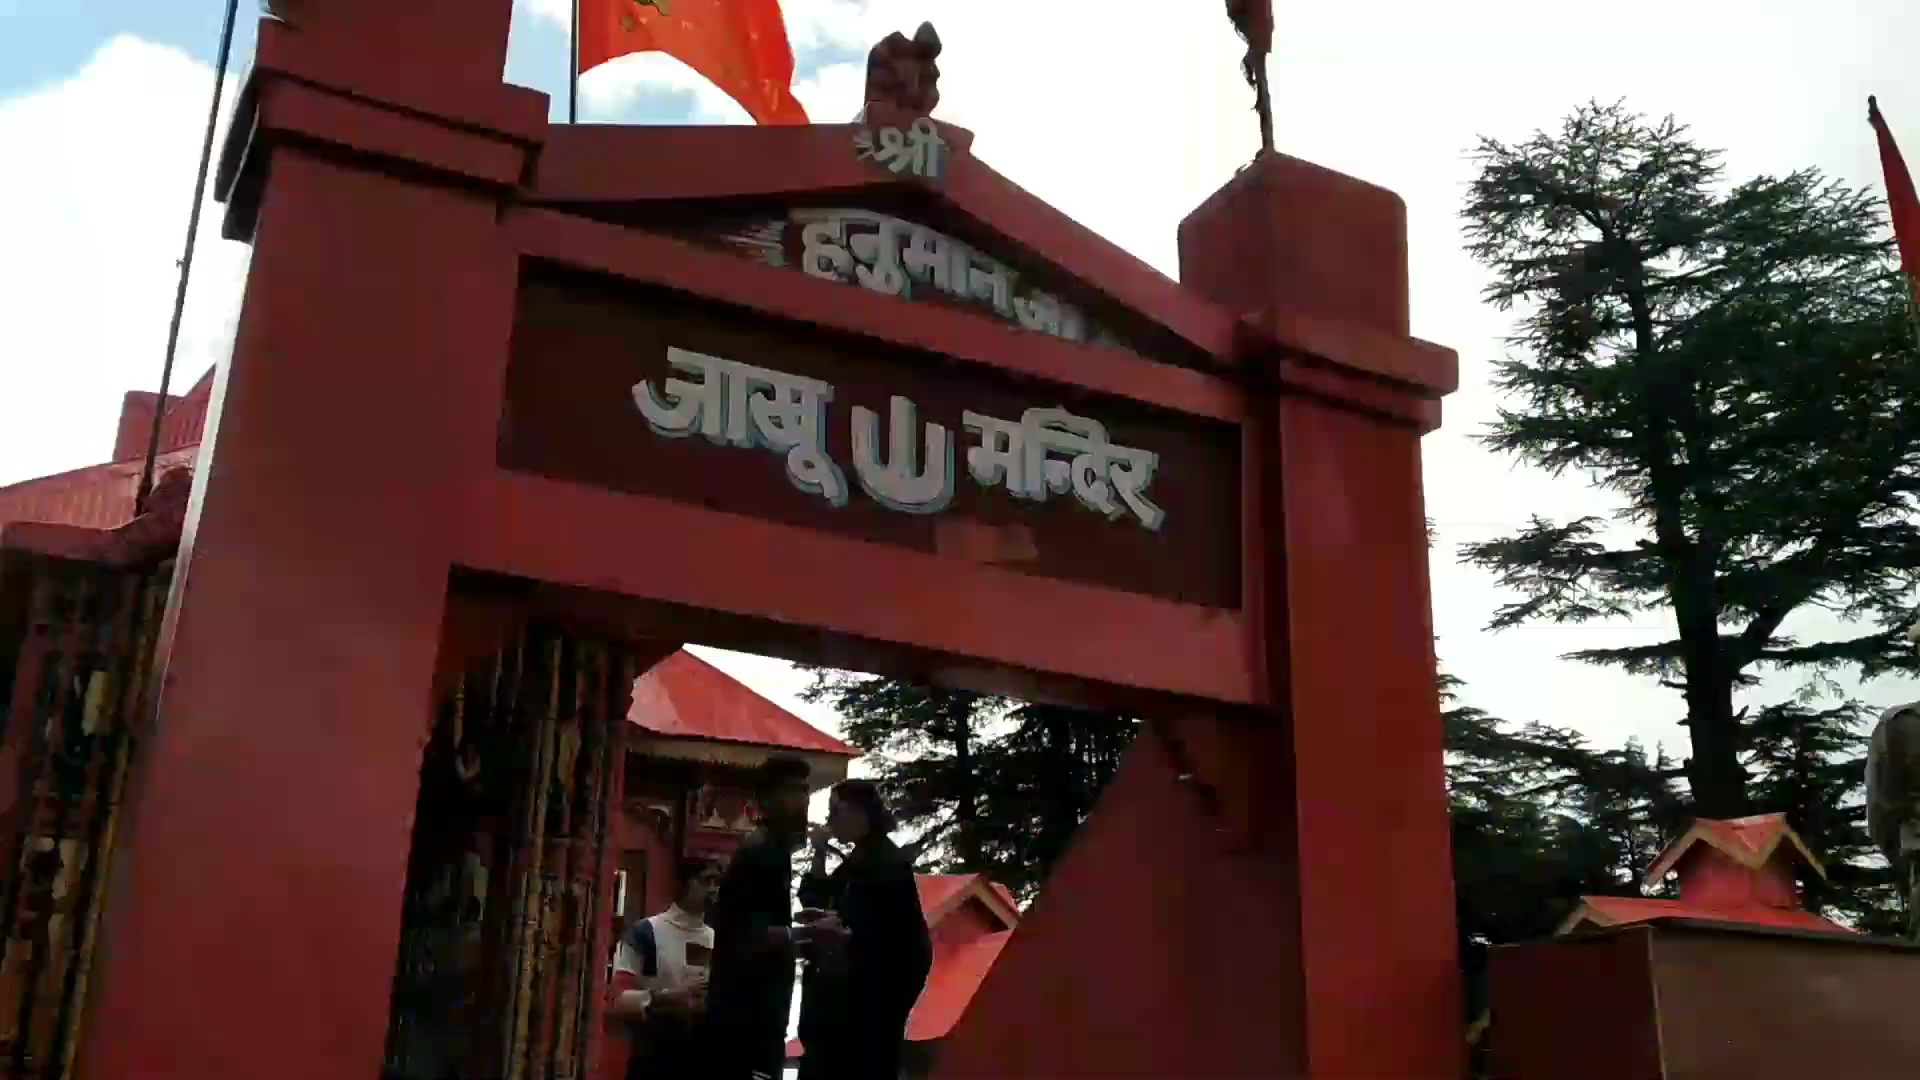 श्री
हनुमान जी
जाखू मन्दिर